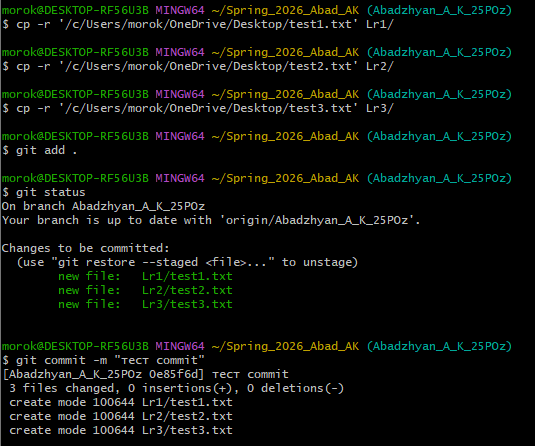 morok@DESKTOP-RF56U3B MINGW64 ~/Spring_2026_Abad_AK (Abadzhyan_A_K_25POz)
$ cp -r '/c/Users/morok/OneDrive/Desktop/test1.txt' Lr1/
morok@DESKTOP-RF56U3B MINGW64 ~/Spring_2026_Abad_AK (Abadzhyan_A_K_25POz)
$ cp -r '/c/Users/morok/OneDrive/Desktop/test2.txt' Lr2/
morok@DESKTOP-RF56U3B MINGW64 ~/Spring_2026_Abad_AK (Abadzhyan_A_K_25POz)
$ cp -r '/c/Users/morok/OneDrive/Desktop/test3.txt' Lr3/
morok@DESKTOP-RF56U3B MINGW64 ~/Spring_2026_Abad_AK (Abadzhyan_A_K_25POz)
$ git add .
morok@DESKTOP-RF56U3B MINGW64 ~/Spring_2026_Abad_AK (Abadzhyan_A_K_25POz)
$ git status
On branch Abadzhyan_A_K_25POz
Your branch is up to date with 'origin/Abadzhyan_A_K_25POz'.
Changes to be committed:
  (use "git restore --staged <file>..." to unstage)
        new file:   Lr1/test1.txt
        new file:   Lr2/test2.txt
        new file:   Lr3/test3.txt
morok@DESKTOP-RF56U3B MINGW64 ~/Spring_2026_Abad_AK (Abadzhyan_A_K_25POz)
$ git commit -m "тест commit"
[Abadzhyan_A_K_25POz 0e85f6d] тест commit
 3 files changed, 0 insertions(+), 0 deletions(-)
 create mode 100644 Lr1/test1.txt
 create mode 100644 Lr2/test2.txt
 create mode 100644 Lr3/test3.txt